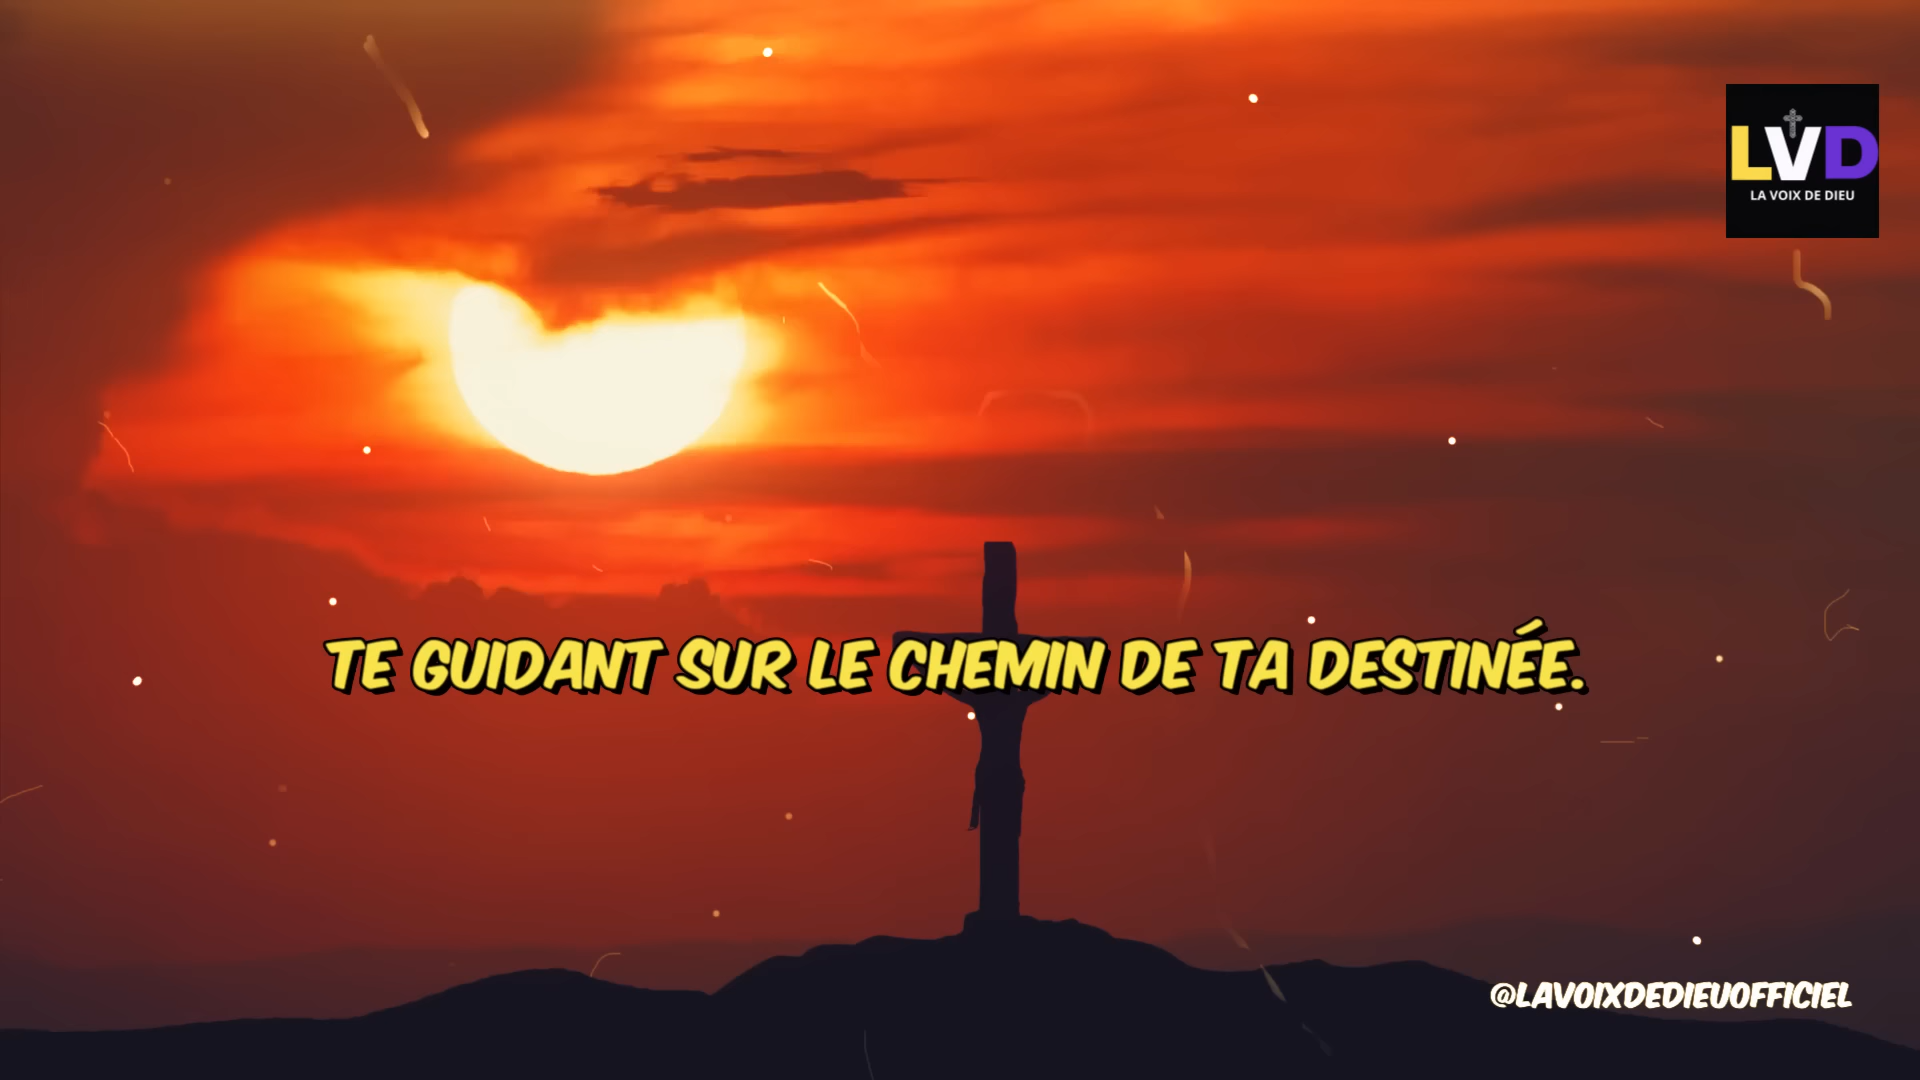 LVD
LA VOIX DE DIEU
TE GUIDANT SUR LE CHEMIN DE TA DESTINÉE.
@LAVOIXDEDIEUOFFICIEL